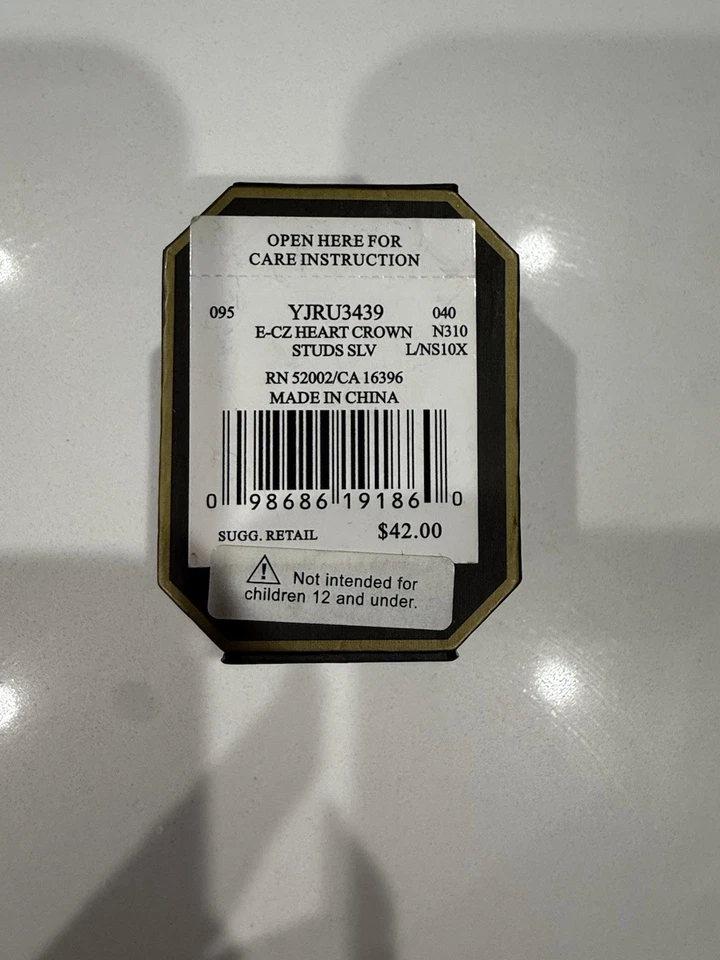 OPEN HERE FOR
CARE INSTRUCTION
095 YJRU3439 040
E-CZ HEART CROWN N310
STUDS SLV L/NS10X
RN 52002/CA 16396
MADE IN CHINA
0 98686 19186 0
SUGG. RETAIL $42.00
Not intended for
children 12 and under.